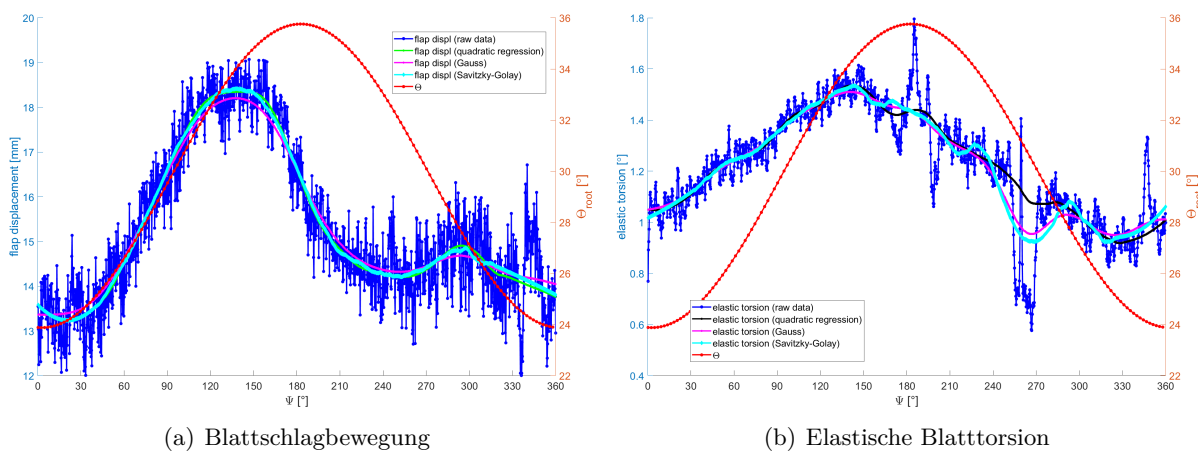 20
19
18
17
16
15
14
13
12
flap displacement [mm]
0 30 60 90 120 150 180 210 240 270 300 330 360
Ψ [°]
36
34
32
30
28
26
24
22
Θroot [°]
flap displ (raw data)
flap displ (quadratic regression)
flap displ (Gauss)
flap displ (Savitzky-Golay)
Θ
(a) Blattschlagbewegung
1.8
1.6
1.4
1.2
1
0.8
0.6
0.4
elastic torsion [°]
0 30 60 90 120 150 180 210 240 270 300 330 360
Ψ [°]
36
34
32
30
28
26
24
22
Θroot [°]
elastic torsion (raw data)
elastic torsion (quadratic regression)
elastic torsion (Gauss)
elastic torsion (Savitzky-Golay)
Θ
(b) Elastische Blatttorsion